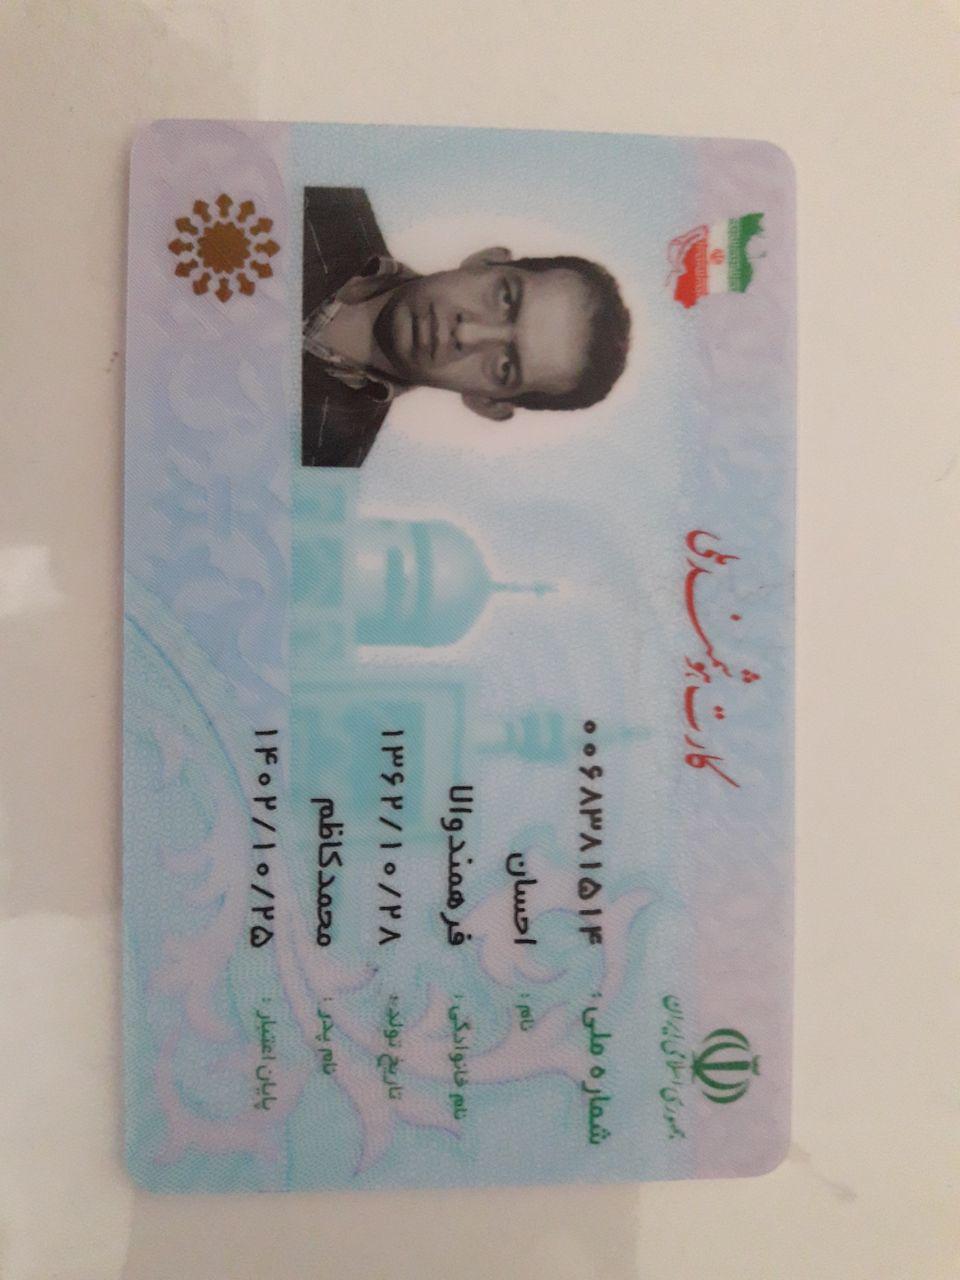 جمهوری اسلامی ایران
کارت هوشمند ملی
شماره ملی : ۰۰۶۸۳۸۱۵۱۴
نام : احسان
نام خانوادگی : فرهمندوالا
تاریخ تولد : ۱۳۶۲/۱۰/۲۸
نام پدر : محمدکاظم
پایان اعتبار : ۱۴۰۲/۱۰/۲۵